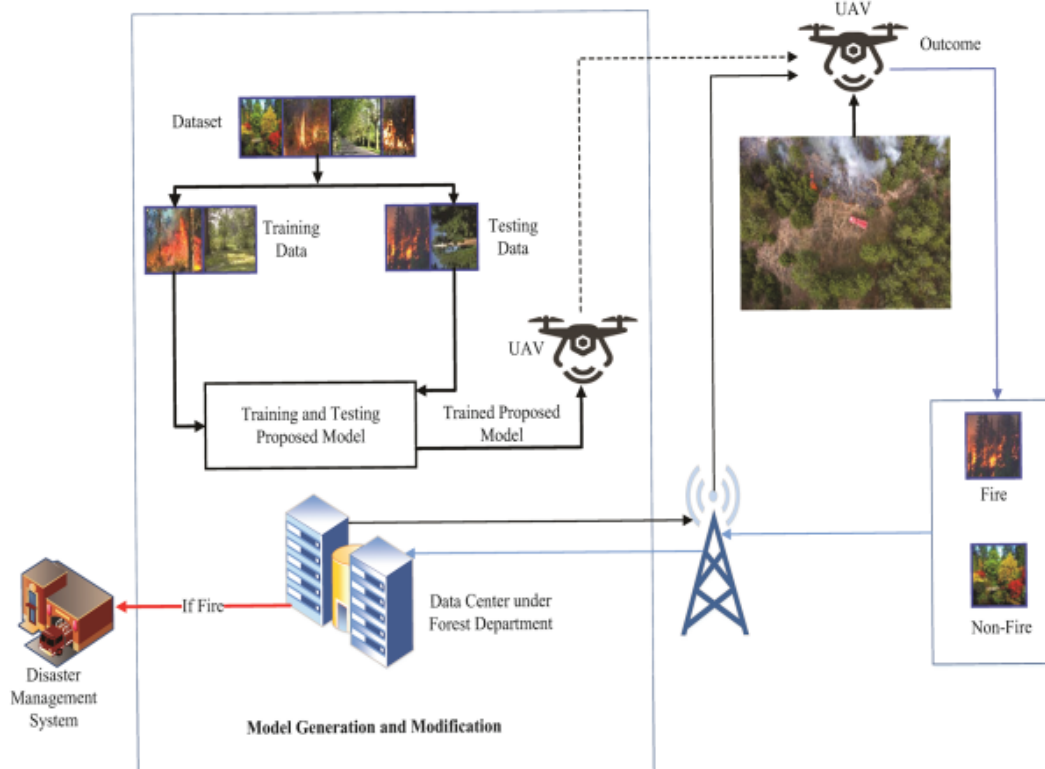 UAV
Outcome
Dataset
Training
Data
Testing
Data
UAV
Training and Testing
Proposed Model
Trained Proposed
Model
Fire
Non-Fire
If Fire
Data Center under
Forest Department
Disaster
Management
System
Model Generation and Modification